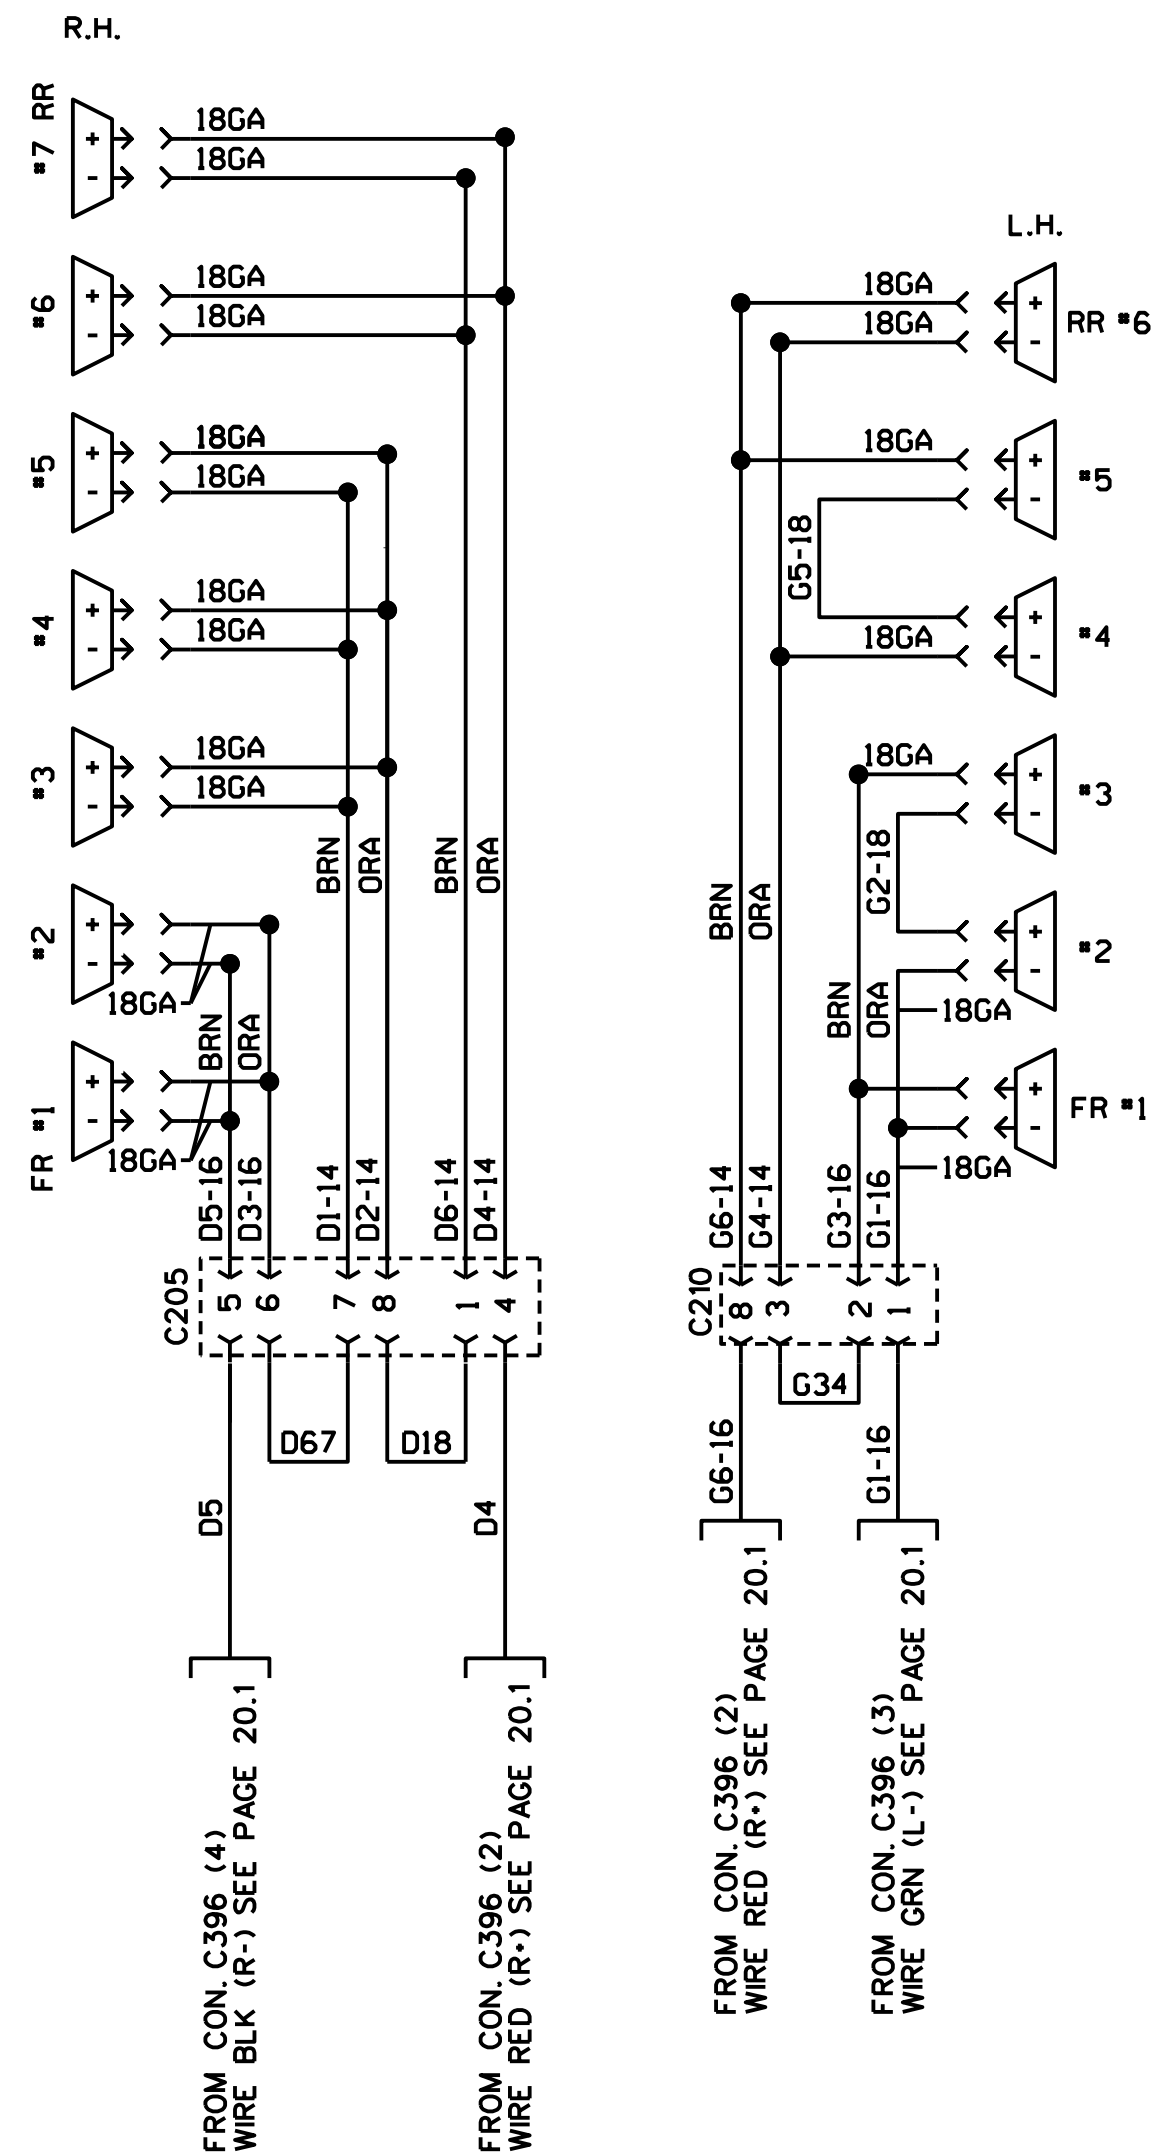 R.H.
#7 RR
+
18GA
-
18GA
#6
+
18GA
-
18GA
#5
+
18GA
-
18GA
#4
+
18GA
-
18GA
#3
+
18GA
-
18GA
BRN
ORA
BRN
ORA
#2
+
-
18GA
BRN
ORA
FR #1
+
-
18GA
D5-16
D3-16
D1-14
D2-14
D6-14
D4-14
C205
5
6
7
8
1
4
D67
D18
D5
D4
FROM CON. C396 (4)
WIRE BLK (R-) SEE PAGE 20.1
FROM CON. C396 (2)
WIRE RED (R+) SEE PAGE 20.1
L.H.
18GA
+
18GA
-
RR #6
18GA
+
-
#5
G5-18
+
18GA
-
#4
18GA
+
-
#3
G2-18
BRN
ORA
+
-
#2
BRN
ORA
18GA
+
-
FR #1
18GA
G6-14
G4-14
G3-16
G1-16
C210
8
3
2
1
G34
G6-16
G1-16
FROM CON. C396 (2)
WIRE RED (R+) SEE PAGE 20.1
FROM CON. C396 (3)
WIRE GRN (L-) SEE PAGE 20.1